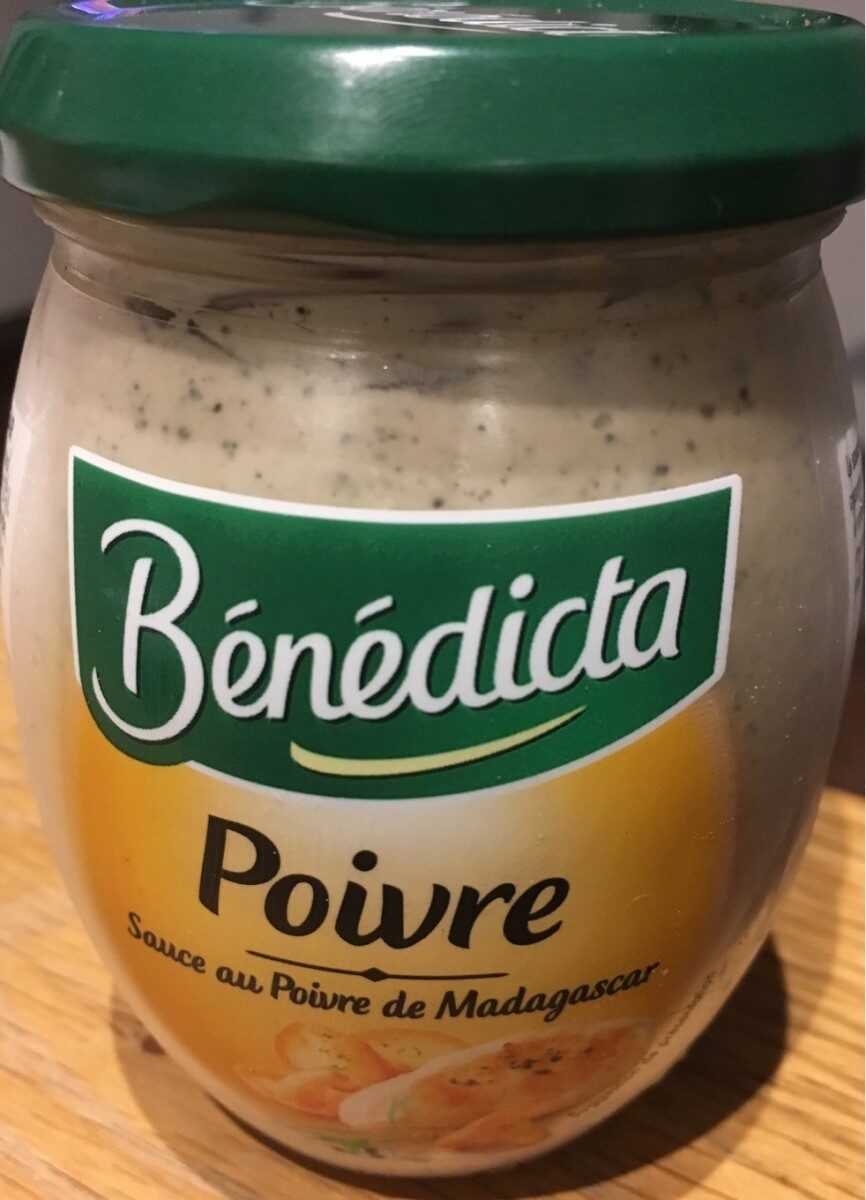 Bénédicta
Poivre
Sauce au Poivre de Madagascar